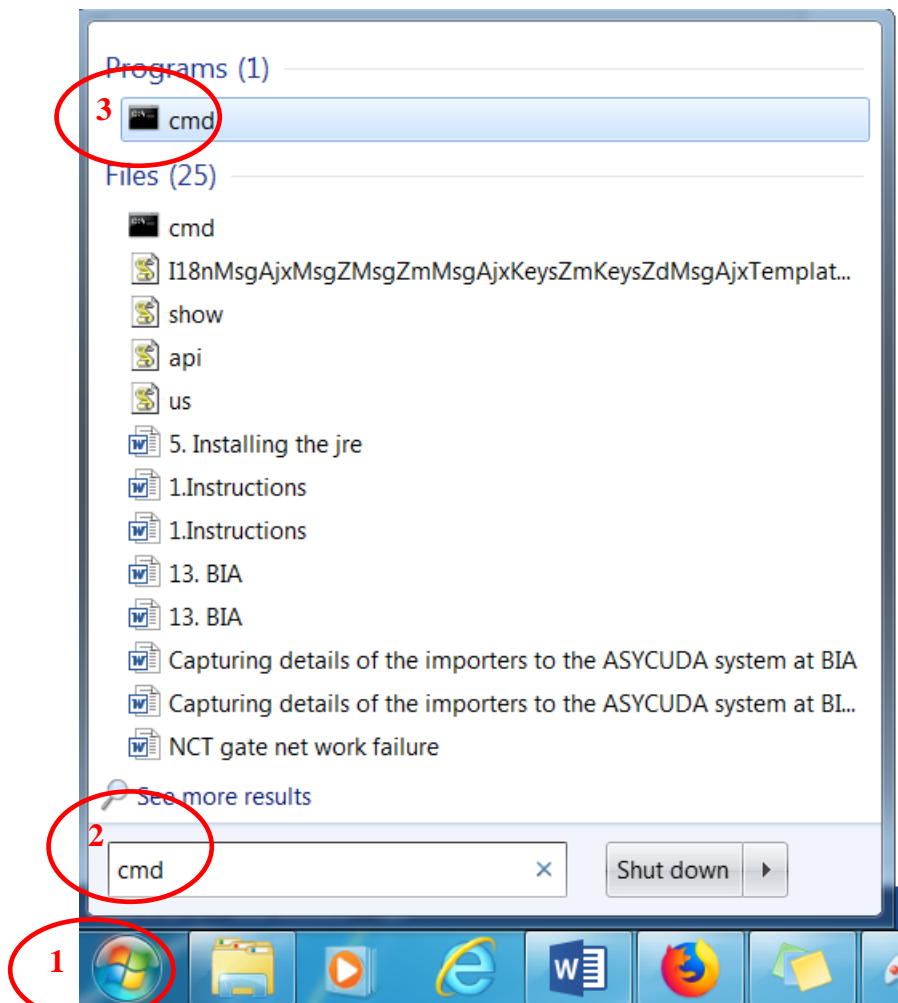 Programs (1)
3 cmd
Files (25)
cmd
I18nMsgAjxMsgZMsgZmMsgAjxKeysZmKeysZdMsgAjxTemplat...
show
api
us
5. Installing the jre
1.Instructions
1.Instructions
13. BIA
13. BIA
Capturing details of the importers to the ASYCUDA system at BIA
Capturing details of the importers to the ASYCUDA system at BI...
NCT gate net work failure
See more results
2
cmd × Shut down
1